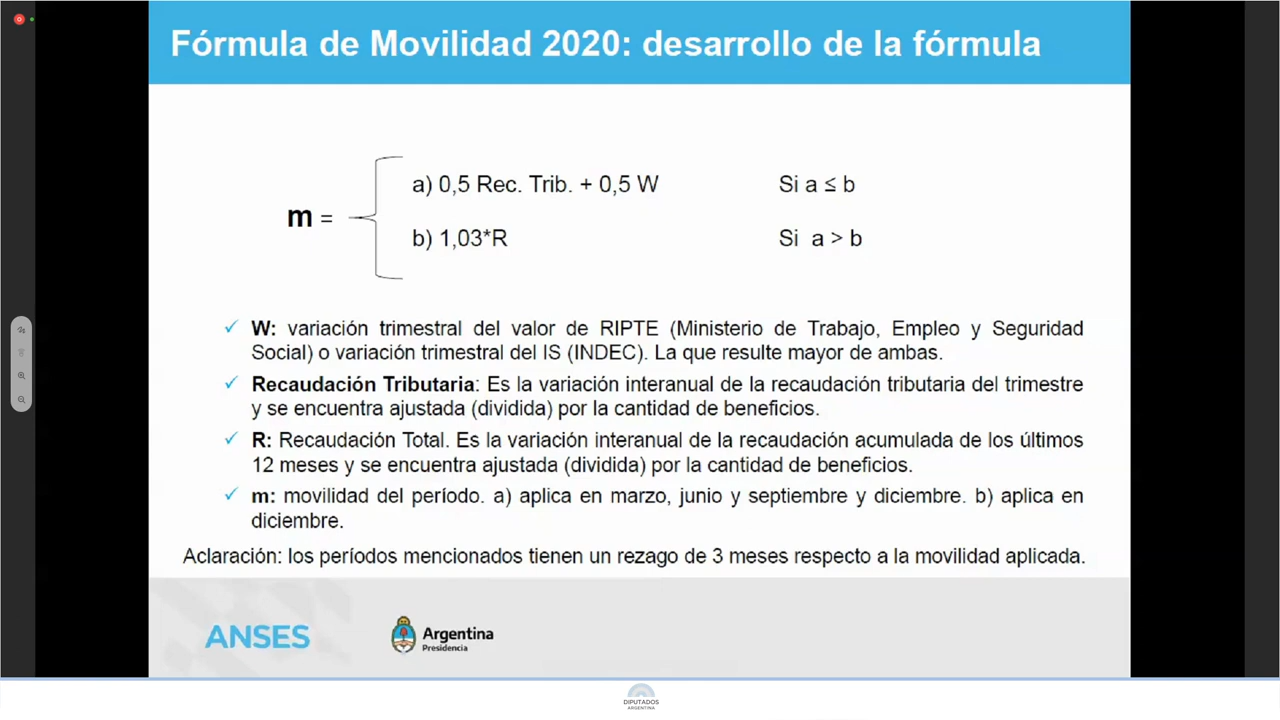 Fórmula de Movilidad 2020: desarrollo de la fórmula
a) 0,5 Rec. Trib. + 0,5 W Si a ≤ b
m =
b) 1,03*R Si a > b
W: variación trimestral del valor de RIPTE (Ministerio de Trabajo, Empleo y Seguridad
Social) o variación trimestral del IS (INDEC). La que resulte mayor de ambas.
Recaudación Tributaria: Es la variación interanual de la recaudación tributaria del trimestre
y se encuentra ajustada (dividida) por la cantidad de beneficios.
R: Recaudación Total. Es la variación interanual de la recaudación acumulada de los últimos
12 meses y se encuentra ajustada (dividida) por la cantidad de beneficios.
m: movilidad del período. a) aplica en marzo, junio y septiembre y diciembre. b) aplica en
diciembre.
Aclaración: los períodos mencionados tienen un rezago de 3 meses respecto a la movilidad aplicada.
ANSES
Argentina
Presidencia
DIPUTADOS
ARGENTINA